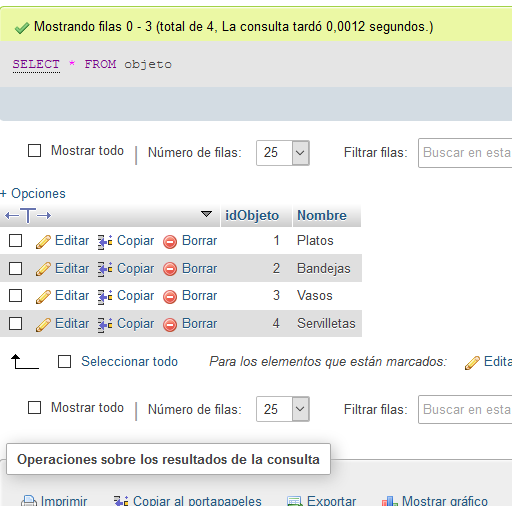 Mostrando filas 0 - 3 (total de 4, La consulta tardó 0,0012 segundos.)
SELECT * FROM objeto
Mostrar todo | Número de filas: 25 Filtrar filas: Buscar en esta
+ Opciones
←T→ idObjeto Nombre
Editar Copiar Borrar 1 Platos
Editar Copiar Borrar 2 Bandejas
Editar Copiar Borrar 3 Vasos
Editar Copiar Borrar 4 Servilletas
Seleccionar todo Para los elementos que están marcados: Edita
Mostrar todo | Número de filas: 25 Filtrar filas: Buscar en esta
Operaciones sobre los resultados de la consulta
Imprimir Copiar al portapapeles Exportar Mostrar gráfico